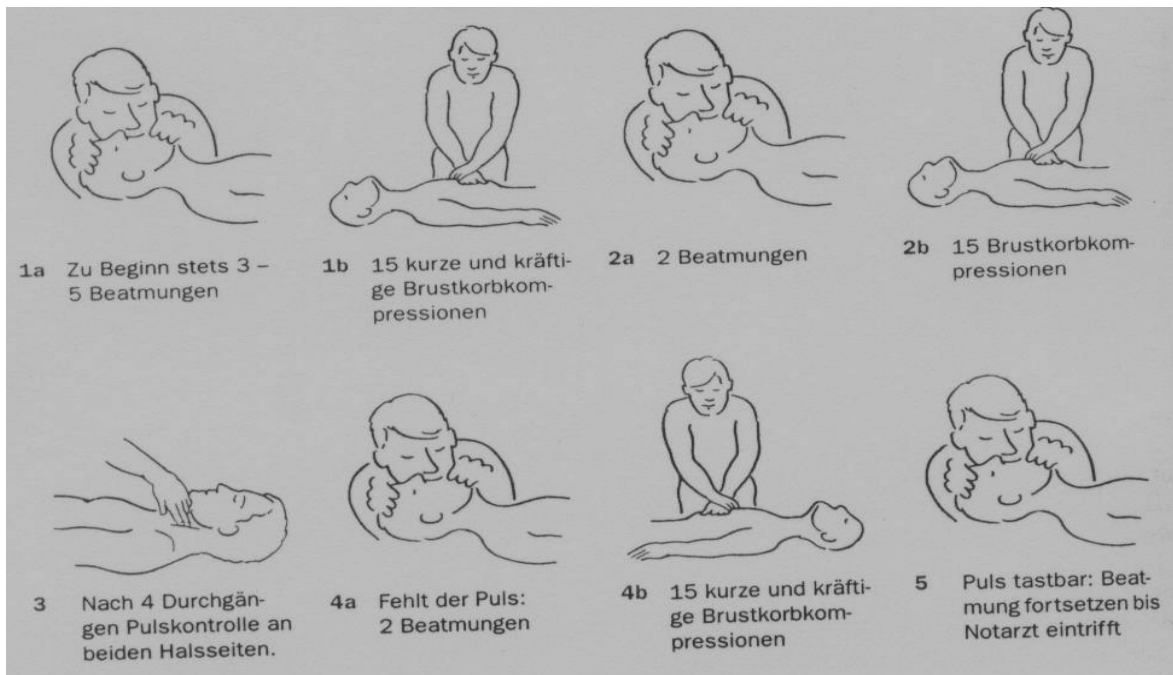 1a Zu Beginn stets 3 –
5 Beatmungen
1b 15 kurze und kräfti-
ge Brustkorbkom-
pressionen
2a 2 Beatmungen
2b 15 Brustkorbkom-
pressionen
3 Nach 4 Durchgän-
gen Pulskontrolle an
beiden Halsseiten.
4a Fehlt der Puls:
2 Beatmungen
4b 15 kurze und kräfti-
ge Brustkorbkom-
pressionen
5 Puls tastbar: Beat-
mung fortsetzen bis
Notarzt eintrifft